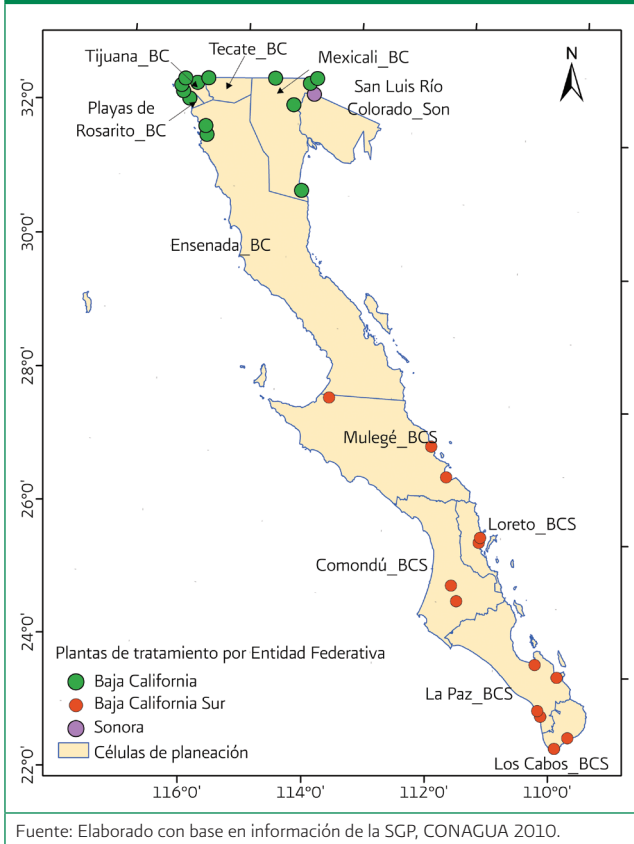 Tijuana_BC
Tecate_BC
Mexicali_BC
N
San Luis Río
Colorado_Son
Playas de
Rosarito_BC
Ensenada_BC
Mulegé_BCS
Loreto_BCS
Comondú_BCS
La Paz_BCS
Los Cabos_BCS
32°0'
30°0'
28°0'
26°0'
24°0'
22°0'
Plantas de tratamiento por Entidad Federativa
Baja California
Baja California Sur
Sonora
Células de planeación
116°0'
114°0'
112°0'
110°0'
Fuente: Elaborado con base en información de la SGP, CONAGUA 2010.